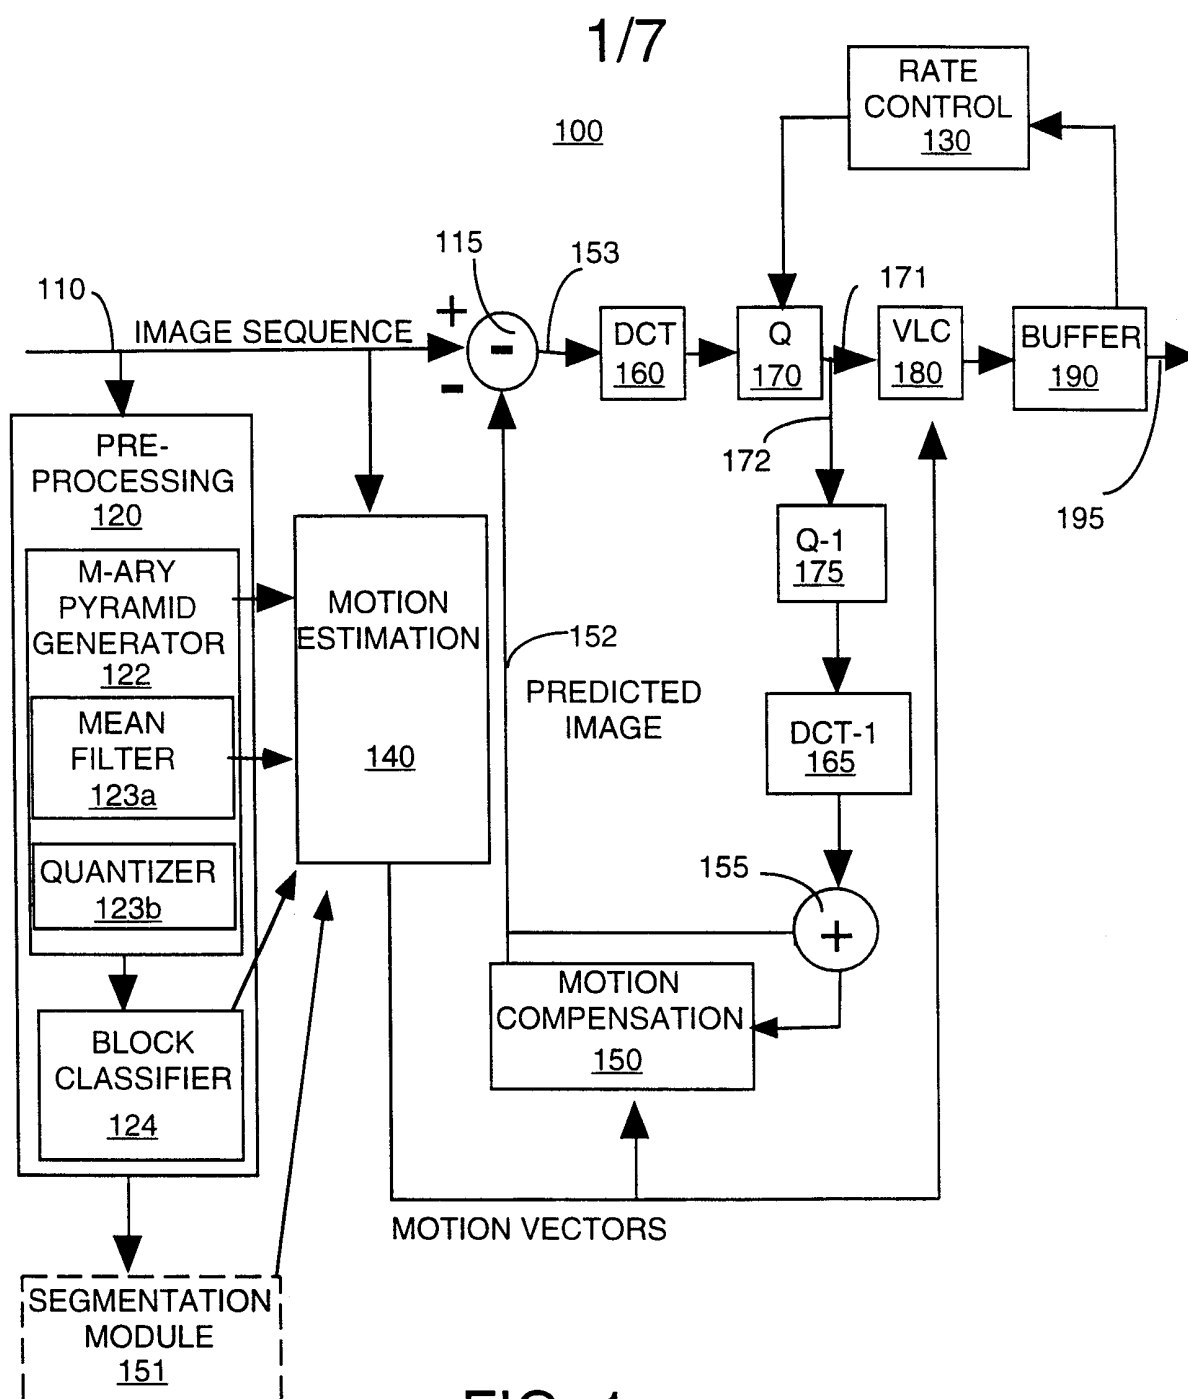 1/7
100
RATE
CONTROL
130
110
IMAGE SEQUENCE
+
-
115
-
153
DCT
160
Q
170
171
VLC
180
BUFFER
190
195
172
PRE-
PROCESSING
120
M-ARY
PYRAMID
GENERATOR
122
MEAN
FILTER
123a
QUANTIZER
123b
BLOCK
CLASSIFIER
124
MOTION
ESTIMATION
140
152
PREDICTED
IMAGE
Q-1
175
DCT-1
165
155
+
MOTION
COMPENSATION
150
MOTION VECTORS
SEGMENTATION
MODULE
151
FIG. 1